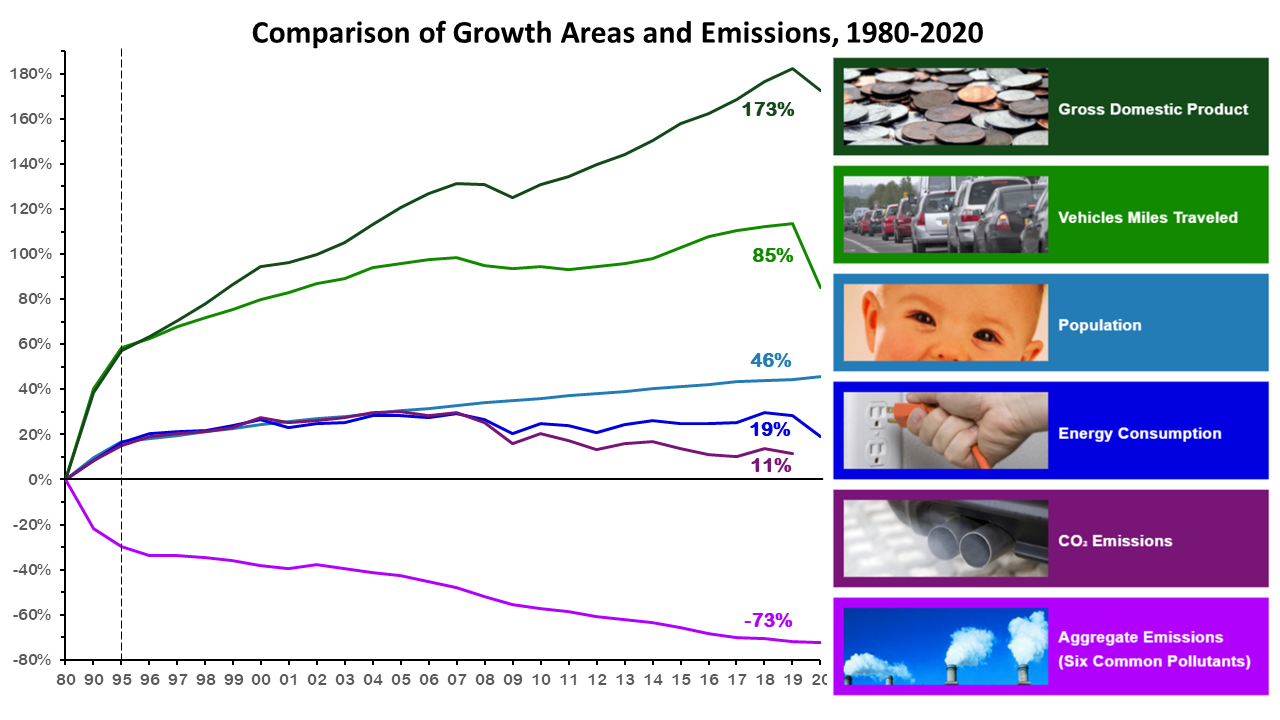 Comparison of Growth Areas and Emissions, 1980-2020
180%
160%
140%
120%
100%
80%
60%
40%
20%
0%
-20%
-40%
-60%
-80%
173%
85%
46%
19%
11%
-73%
80 90 95 96 97 98 99 00 01 02 03 04 05 06 07 08 09 10 11 12 13 14 15 16 17 18 19 20
Gross Domestic Product
Vehicles Miles Traveled
Population
Energy Consumption
CO₂ Emissions
Aggregate Emissions
(Six Common Pollutants)